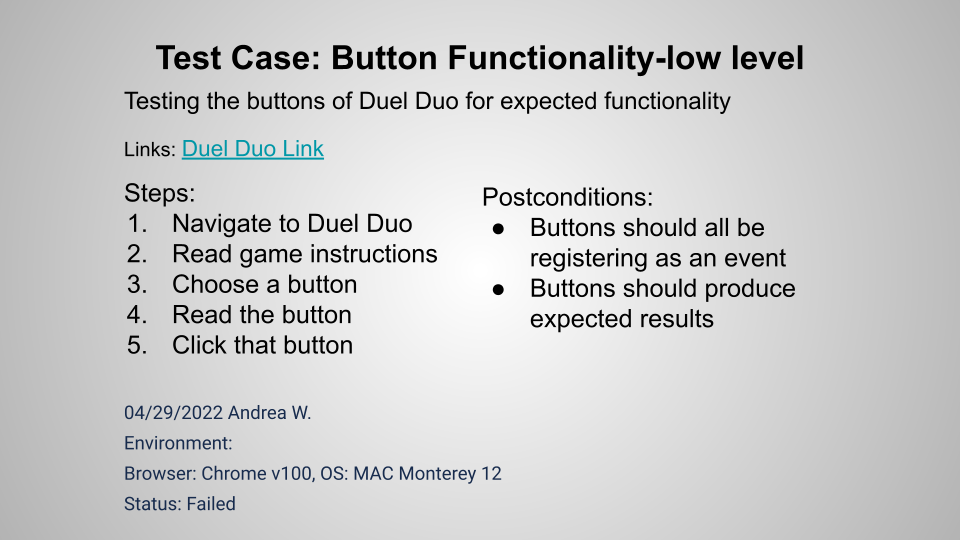 Test Case: Button Functionality-low level
Testing the buttons of Duel Duo for expected functionality
Links: Duel Duo Link
Steps:
1. Navigate to Duel Duo
2. Read game instructions
3. Choose a button
4. Read the button
5. Click that button
Postconditions:
● Buttons should all be
registering as an event
● Buttons should produce
expected results
04/29/2022 Andrea W.
Environment:
Browser: Chrome v100, OS: MAC Monterey 12
Status: Failed